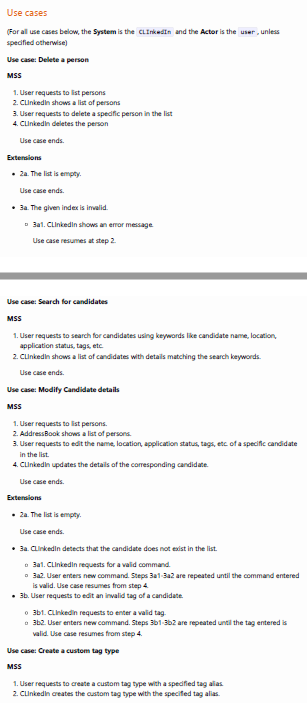 Use cases
(For all use cases below, the System is the CLInkedIn and the Actor is the user, unless
specified otherwise)
Use case: Delete a person
MSS
1. User requests to list persons
2. CLInkedIn shows a list of persons
3. User requests to delete a specific person in the list
4. CLInkedIn deletes the person
Use case ends.
Extensions
• 2a. The list is empty.
Use case ends.
• 3a. The given index is invalid.
◦ 3a1. CLInkedIn shows an error message.
Use case resumes at step 2.
Use case: Search for candidates
MSS
1. User requests to search for candidates using keywords like candidate name, location,
application status, tags, etc.
2. CLInkedIn shows a list of candidates with details matching the search keywords.
Use case ends.
Use case: Modify Candidate details
MSS
1. User requests to list persons.
2. AddressBook shows a list of persons.
3. User requests to edit the name, location, application status, tags, etc. of a specific candidate
in the list.
4. CLInkedIn updates the details of the corresponding candidate.
Use case ends.
Extensions
• 2a. The list is empty.
Use case ends.
• 3a. CLInkedIn detects that the candidate does not exist in the list.
◦ 3a1. CLInkedIn requests for a valid command.
◦ 3a2. User enters new command. Steps 3a1-3a2 are repeated until the command entered
is valid. Use case resumes from step 4.
• 3b. User requests to edit an invalid tag of a candidate.
◦ 3b1. CLInkedIn requests to enter a valid tag.
◦ 3b2. User enters new command. Steps 3b1-3b2 are repeated until the tag entered is
valid. Use case resumes from step 4.
Use case: Create a custom tag type
MSS
1. User requests to create a custom tag type with a specified tag alias.
2. CLInkedIn creates the custom tag type with the specified tag alias.